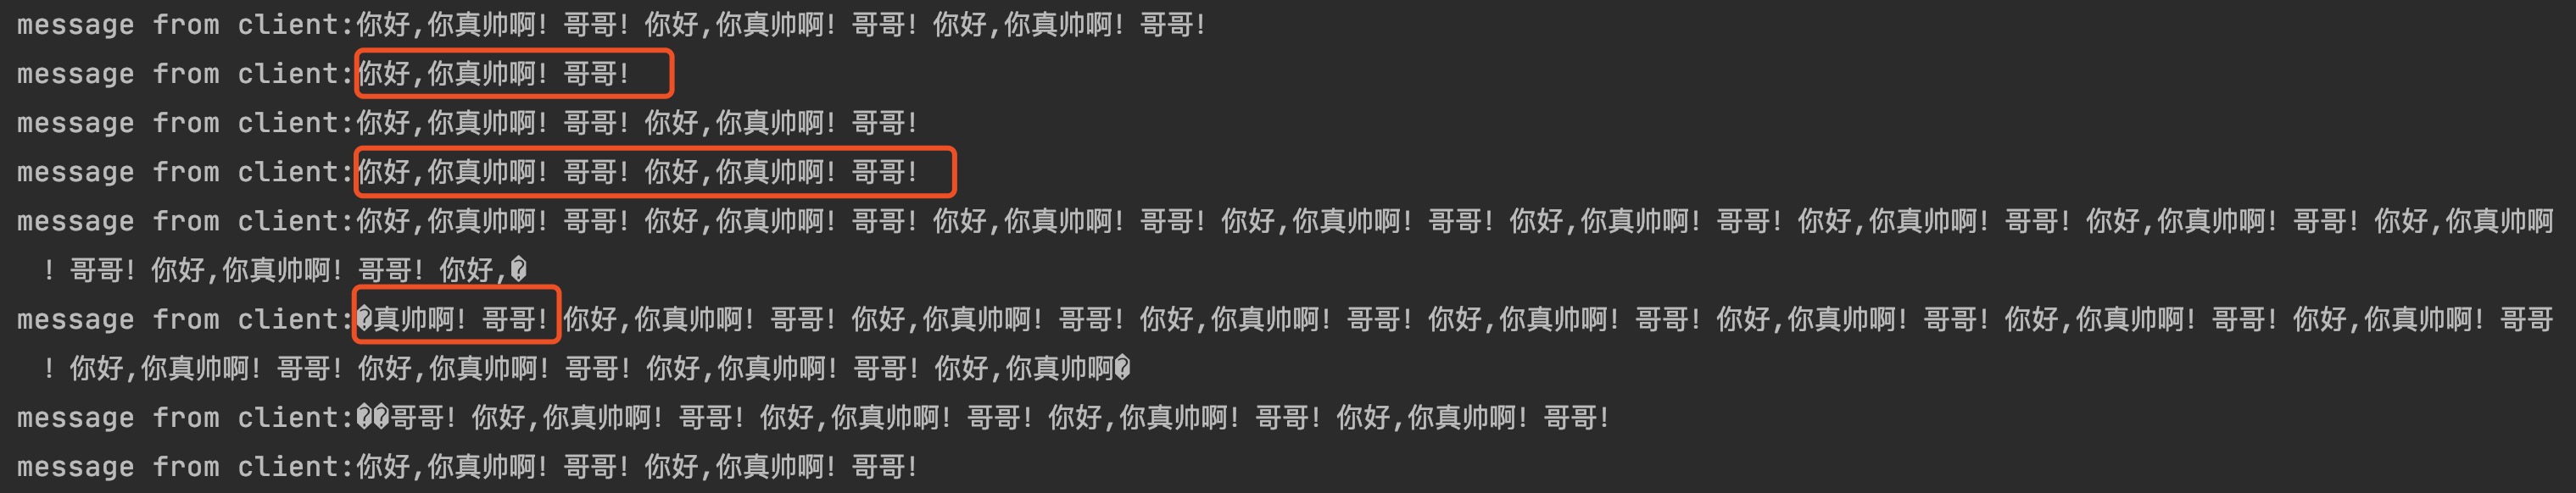 message from client:你好,你真帅啊！哥哥！你好,你真帅啊！哥哥！你好,你真帅啊！哥哥！
message from client:你好,你真帅啊！哥哥！
message from client:你好,你真帅啊！哥哥！你好,你真帅啊！哥哥！
message from client:你好,你真帅啊！哥哥！你好,你真帅啊！哥哥！
message from client:你好,你真帅啊！哥哥！你好,你真帅啊！哥哥！你好,你真帅啊！哥哥！你好,你真帅啊！哥哥！你好,你真帅啊！哥哥！你好,你真帅啊！哥哥！你好,你真帅啊！哥哥！你好,你真帅啊
！哥哥！你好,你真帅啊！哥哥！你好,�
message from client:�真帅啊！哥哥！你好,你真帅啊！哥哥！你好,你真帅啊！哥哥！你好,你真帅啊！哥哥！你好,你真帅啊！哥哥！你好,你真帅啊！哥哥！你好,你真帅啊！哥哥！你好,你真帅啊！哥哥
！你好,你真帅啊！哥哥！你好,你真帅啊！哥哥！你好,你真帅啊！哥哥！你好,你真帅啊�
message from client:��哥哥！你好,你真帅啊！哥哥！你好,你真帅啊！哥哥！你好,你真帅啊！哥哥！你好,你真帅啊！哥哥！
message from client:你好,你真帅啊！哥哥！你好,你真帅啊！哥哥！